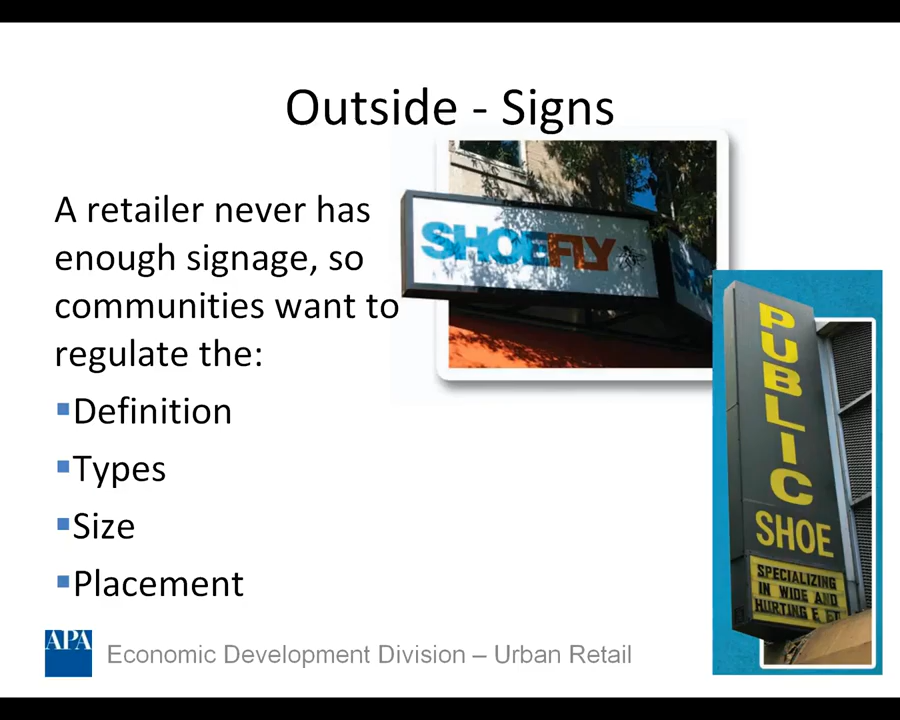 Outside - Signs
A retailer never has
enough signage, so
communities want to
regulate the:
Definition
Types
Size
Placement
SHOEFLY
PUBLIC
SHOE
SPECIALIZING
IN WIDE AND
HURTING F ET
APA
Economic Development Division – Urban Retail